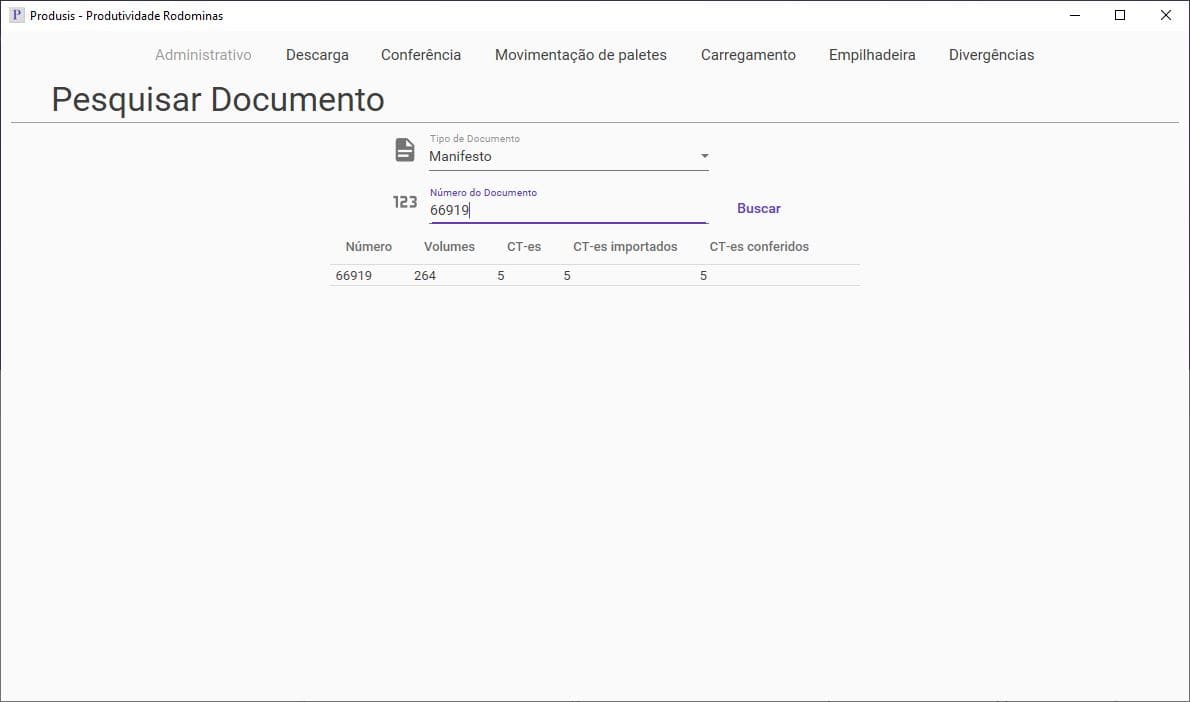 P Produsis - Produtividade Rodominas
Administrativo Descarga Conferência Movimentação de paletes Carregamento Empilhadeira Divergências
Pesquisar Documento
Tipo de Documento
Manifesto
123 Número do Documento
66919 Buscar
Número Volumes CT-es CT-es importados CT-es conferidos
66919 264 5 5 5